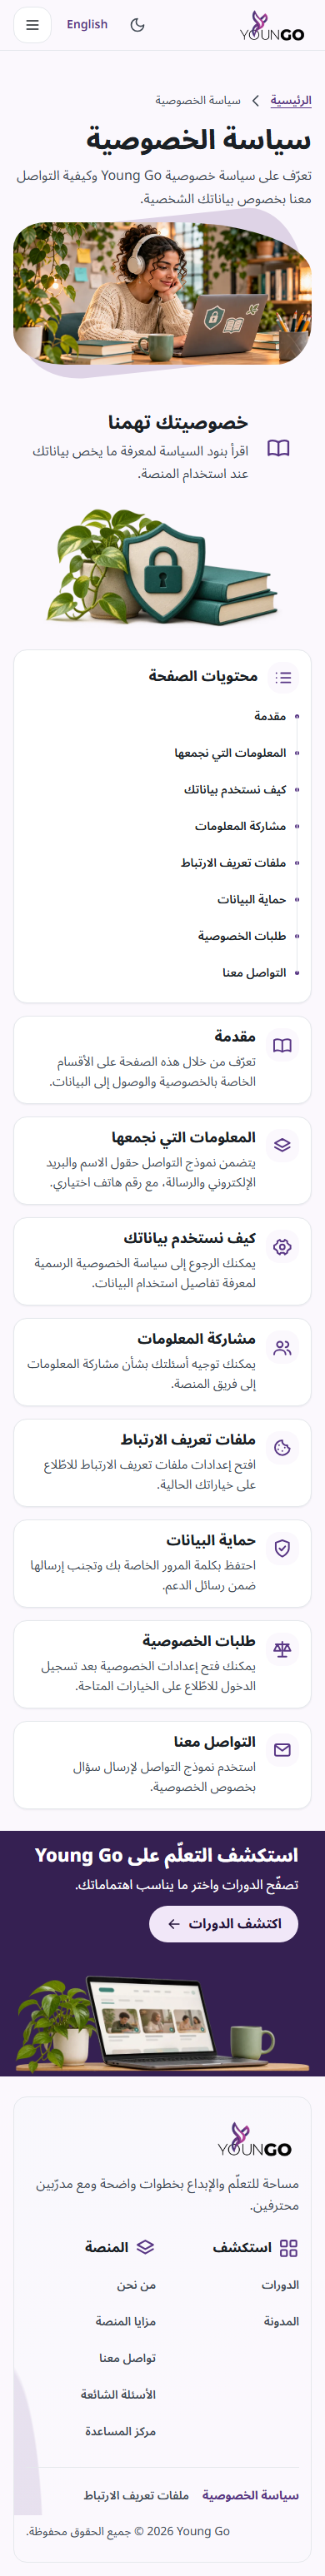 YOUNGO
English
الرئيسية
سياسة الخصوصية
سياسة الخصوصية
تعرّف على سياسة خصوصية Young Go وكيفية التواصل
معنا بخصوص بياناتك الشخصية.
خصوصيتك تهمنا
اقرأ بنود السياسة لمعرفة ما يخص بياناتك
عند استخدام المنصة.
محتويات الصفحة
مقدمة
المعلومات التي نجمعها
كيف نستخدم بياناتك
مشاركة المعلومات
ملفات تعريف الارتباط
حماية البيانات
طلبات الخصوصية
التواصل معنا
مقدمة
تعرّف من خلال هذه الصفحة على الأقسام
الخاصة بالخصوصية والوصول إلى البيانات.
المعلومات التي نجمعها
يتضمن نموذج التواصل حقول الاسم والبريد
الإلكتروني والرسالة، مع رقم هاتف اختياري.
كيف نستخدم بياناتك
يمكنك الرجوع إلى سياسة الخصوصية الرسمية
لمعرفة تفاصيل استخدام البيانات.
مشاركة المعلومات
يمكنك توجيه أسئلتك بشأن مشاركة المعلومات
إلى فريق المنصة.
ملفات تعريف الارتباط
افتح إعدادات ملفات تعريف الارتباط للاطّلاع
على خياراتك الحالية.
حماية البيانات
احتفظ بكلمة المرور الخاصة بك وتجنب إرسالها
ضمن رسائل الدعم.
طلبات الخصوصية
يمكنك فتح إعدادات الخصوصية بعد تسجيل
الدخول للاطّلاع على الخيارات المتاحة.
التواصل معنا
استخدم نموذج التواصل لإرسال سؤال
بخصوص الخصوصية.
استكشف التعلّم على Young Go
تصفّح الدورات واختر ما يناسب اهتماماتك.
اكتشف الدورات
YOUNGO
مساحة للتعلّم والإبداع بخطوات واضحة ومع مدرّبين
محترفين.
استكشف
الدورات
المدونة
المنصة
من نحن
مزايا المنصة
تواصل معنا
الأسئلة الشائعة
مركز المساعدة
سياسة الخصوصية
ملفات تعريف الارتباط
Young Go 2026 © جميع الحقوق محفوظة.